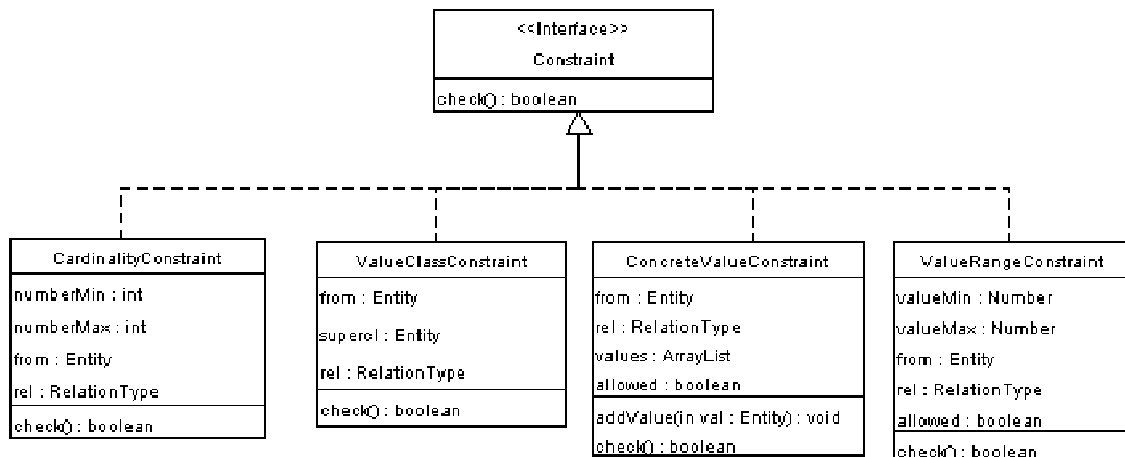 <<Interface>>
Constraint
check() : boolean
CardinalityConstraint
numberMin : int
numberMax : int
from : Entity
rel : RelationType
check() : boolean
ValueClassConstraint
from : Entity
supercl : Entity
rel : RelationType
check() : boolean
ConcreteValueConstraint
from : Entity
rel : RelationType
values : ArrayList
allowed : boolean
addValue(in val : Entity) : void
check() : boolean
ValueRangeConstraint
valueMin : Number
valueMax : Number
from : Entity
rel : RelationType
allowed : boolean
check() : boolean